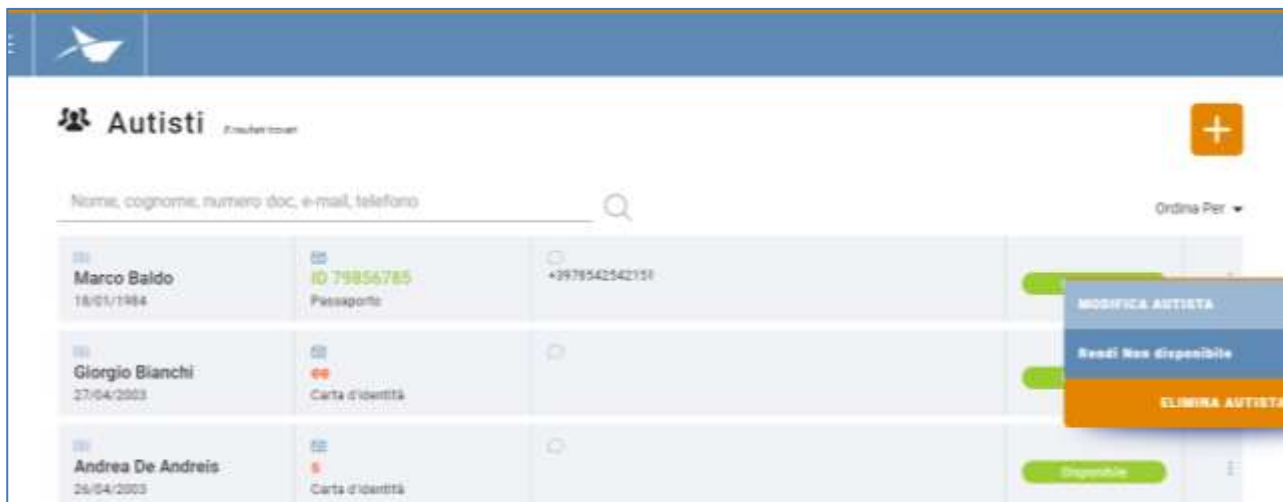 Autisti
Nome, cognome, numero doc, e-mail, telefono
Ordina Per
Marco Baldo
18/01/1984
ID 79856785
Passaporto
+3978542542151
MODIFICA AUTISTA
Rendi Non disponibile
ELIMINA AUTISTA
Giorgio Bianchi
27/04/2003
ee
Carta d'identità
Andrea De Andreis
26/04/2003
s
Carta d'identità
Disponibile